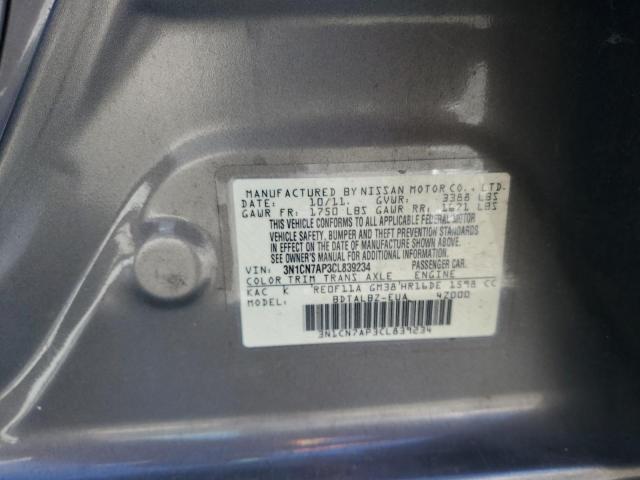 MANUFACTURED BY NISSAN MOTOR CO., LTD.
DATE: 10/11. GVWR: 3388 LBS
GAWR FR: 1750 LBS GAWR RR: 1671 LBS
THIS VEHICLE CONFORMS TO ALL APPLICABLE FEDERAL MOTOR
VEHICLE SAFETY, BUMPER AND THEFT PREVENTION STANDARDS
IN EFFECT ON THE DATE OF MANUFACTURE SHOWN ABOVE.
*SEE OWNERS MANUAL OR ADDITIONAL INFORMATION.
VIN: 3N1CN7AP3CL839234 PASSENGER CAR.
COLOR TRIM TRANS AXLE ENGINE
KAC K RE0F11A GM38 HR16DE 1598 CC
MODEL: BDTALBZ-EUA 4Z000
3N1CN7AP3CL839234